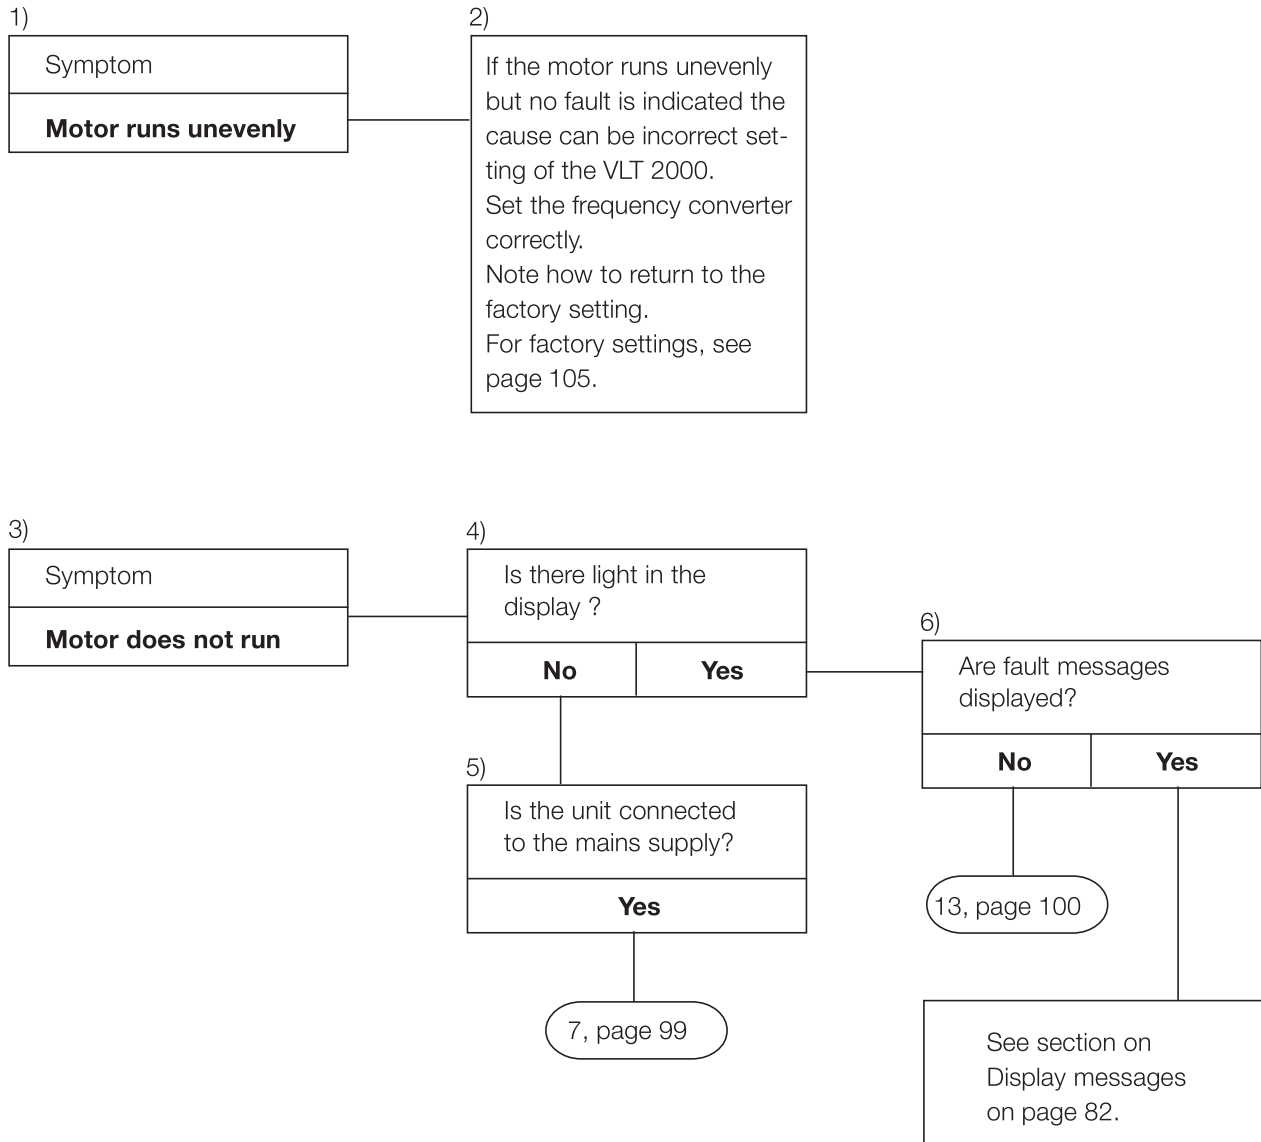 1)
Symptom
Motor runs unevenly
2)
If the motor runs unevenly
but no fault is indicated the
cause can be incorrect set-
ting of the VLT 2000.
Set the frequency converter
correctly.
Note how to return to the
factory setting.
For factory settings, see
page 105.
3)
Symptom
Motor does not run
4)
Is there light in the
display ?
No
Yes
5)
Is the unit connected
to the mains supply?
Yes
7, page 99
6)
Are fault messages
displayed?
No
Yes
13, page 100
See section on
Display messages
on page 82.